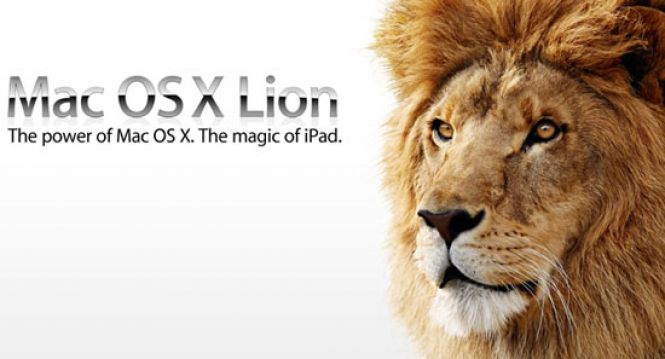 Mac OS X Lion
The power of Mac OS X. The magic of iPad.